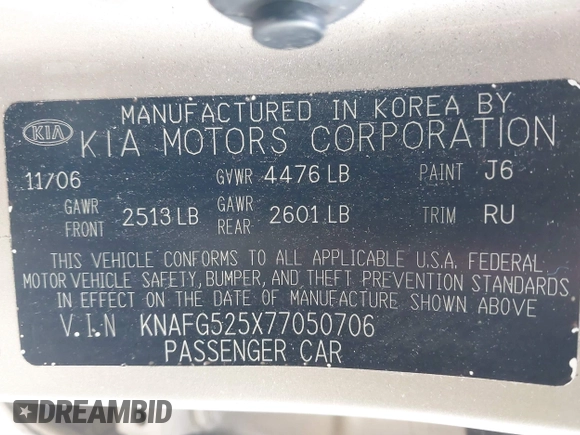 MANUFACTURED IN KOREA BY
KIA KIA MOTORS CORPORATION
11/06 GVWR 4476 LB PAINT J6
GAWR FRONT 2513 LB GAWR REAR 2601 LB TRIM RU
THIS VEHICLE CONFORMS TO ALL APPLICABLE U.S.A. FEDERAL
MOTOR VEHICLE SAFETY, BUMPER, AND THEFT PREVENTION STANDARDS
IN EFFECT ON THE DATE OF MANUFACTURE SHOWN ABOVE
V.I.N KNAFG525X77050706
PASSENGER CAR
DREAMBID